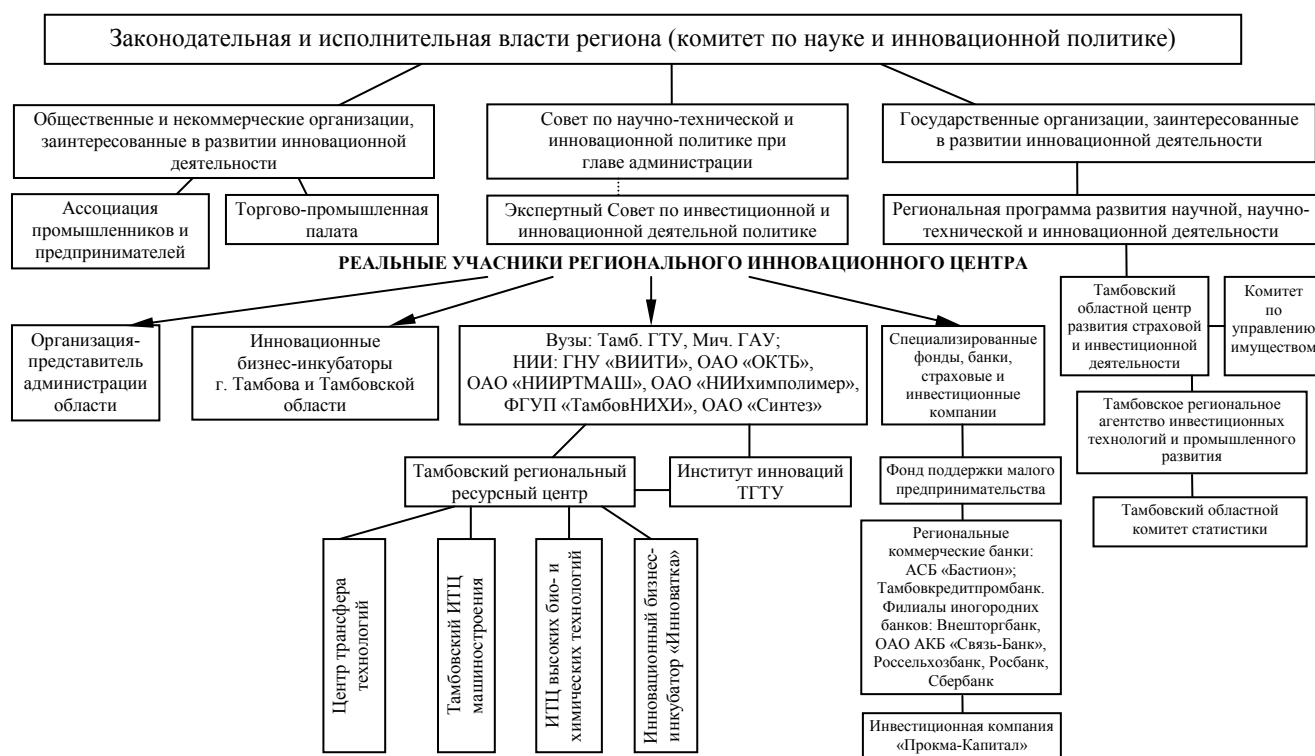 Законодательная и исполнительная власти региона (комитет по науке и инновационной политике)
Общественные и некоммерческие организации,
заинтересованные в развитии инновационной
деятельности
Совет по научно-технической и
инновационной политике при
главе администрации
Государственные организации, заинтересованные
в развитии инновационной деятельности
Ассоциация
промышленников и
предпринимателей
Торгово-промышленная
палата
Экспертный Совет по инвестиционной и
инновационной деятельной политике
Региональная программа развития научной, научно-
технической и инновационной деятельности
РЕАЛЬНЫЕ УЧАСНИКИ РЕГИОНАЛЬНОГО ИННОВАЦИОННОГО ЦЕНТРА
Тамбовский
областной центр
развития страховой
и инвестиционной
деятельности
Комитет
по
управлению
имуществом
Организация-
представитель
администрации
области
Инновационные
бизнес-инкубаторы
г. Тамбова и Тамбовской
области
Вузы: Тамб. ГТУ, Мич. ГАУ;
НИИ: ГНУ «ВИИТИ», ОАО «ОКТБ»,
ОАО «НИИРТМАШ», ОАО «НИИхимполимер»,
ФГУП «ТамбовНИХИ», ОАО «Синтез»
Специализированные
фонды, банки,
страховые и
инвестиционные
компании
Тамбовское региональное
агентство инвестиционных
технологий и промышленного
развития
Тамбовский региональный
ресурсный центр
Институт инноваций
ТГТУ
Фонд поддержки малого
предпринимательства
Тамбовский областной
комитет статистики
Центр трансфера
технологий
Тамбовский ИТЦ
машиностроения
ИТЦ высоких био- и
химических технологий
Инновационный бизнес-
инкубатор «Инноватка»
Региональные
коммерческие банки:
АСБ «Бастион»;
Тамбовкредитпромбанк.
Филиалы иногородних
банков: Внешторгбанк,
ОАО АКБ «Связь-Банк»,
Россельхозбанк, Росбанк,
Сбербанк
Инвестиционная компания
«Прокма-Капитал»